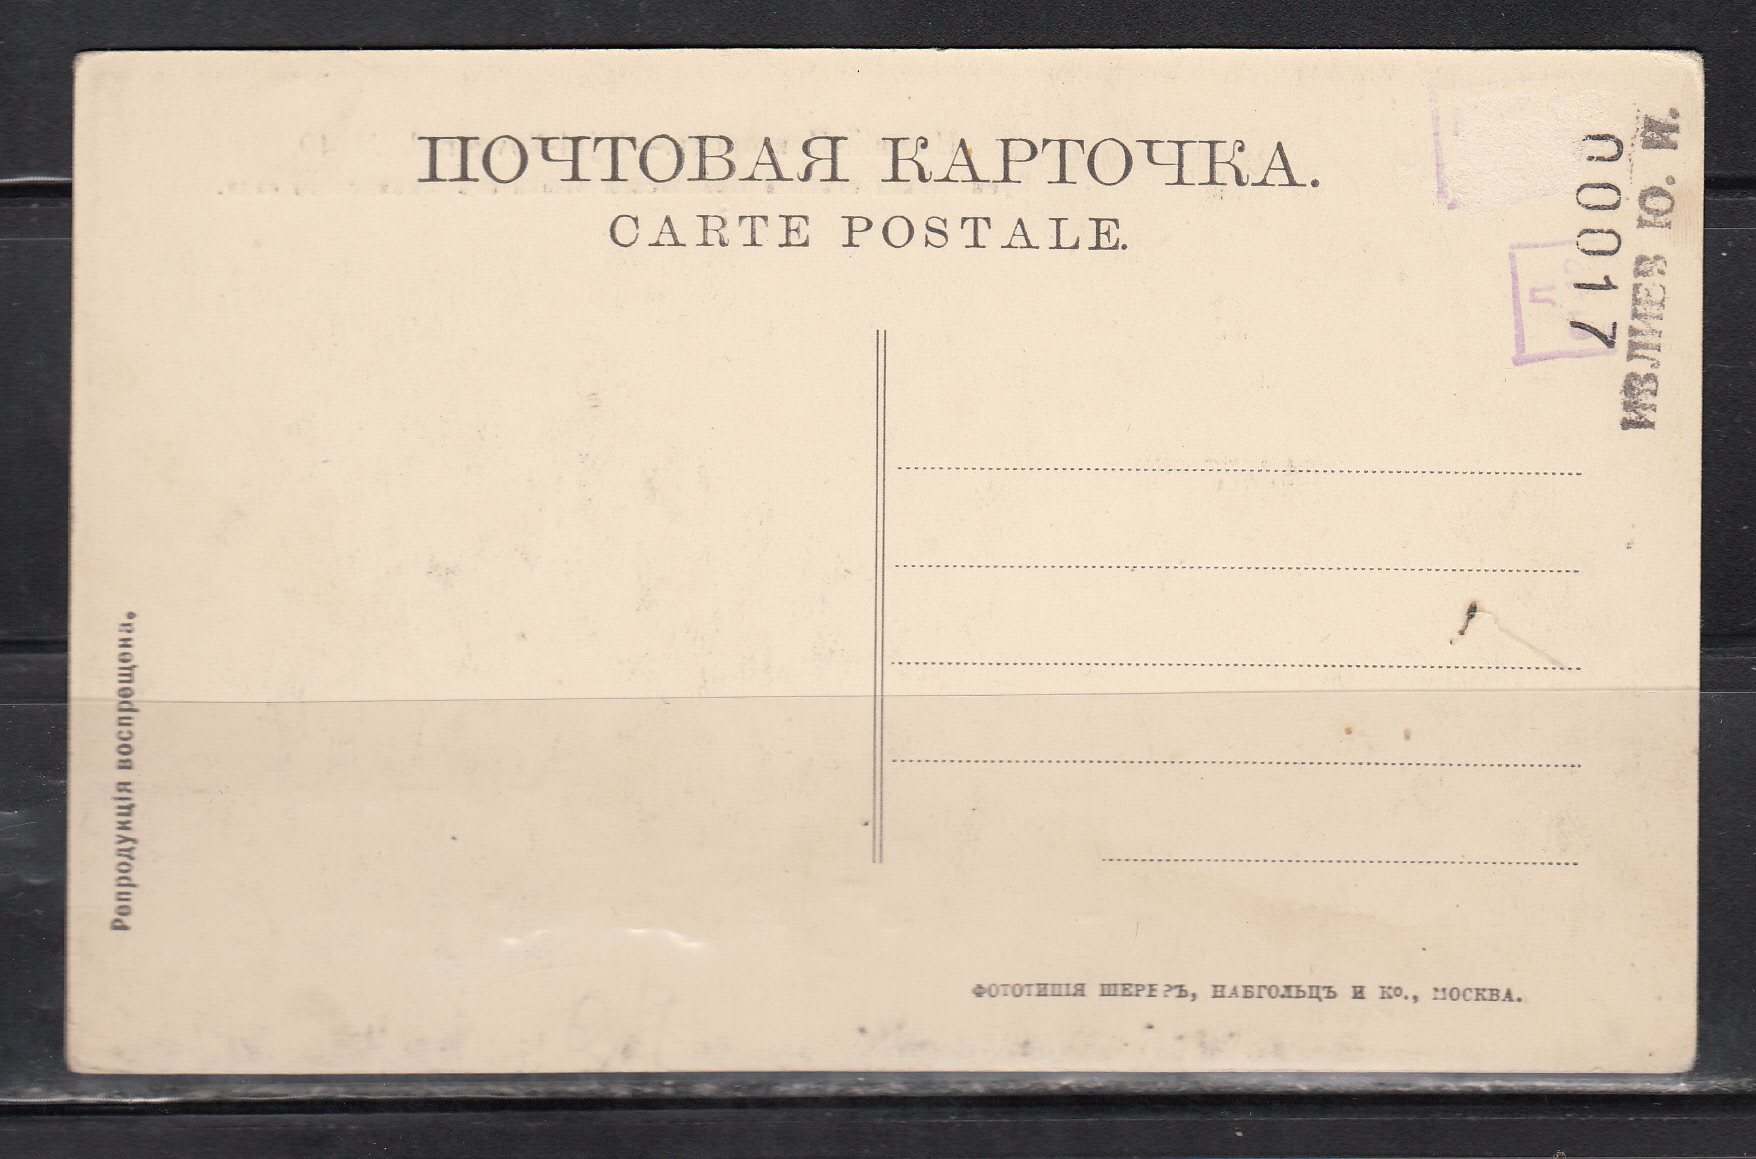 ПОЧТОВАЯ КАРТОЧКА.
CARTE POSTALE.
00017
ИВЛИЕВ Ю. И.
Репродукція воспрещена.
ФОТОТИПІЯ ШЕРЕРЪ, НАБГОЛЬЦЪ И Ко., МОСКВА.